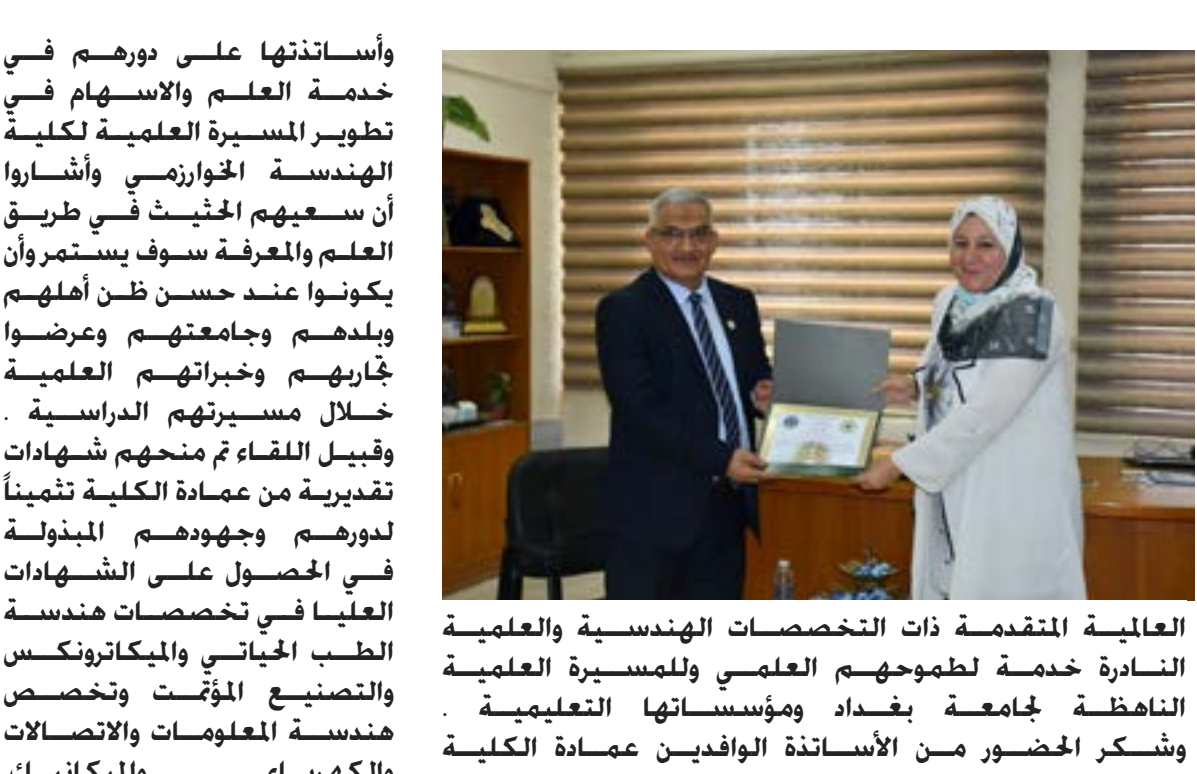 العالمية المتقدمة ذات التخصصات الهندسية والعلمية
النادرة خدمة لطموحهم العلمي وللمسيرة العلمية
الناهظة لجامعة بغداد ومؤسساتها التعليمية .
وشكر الحضور من الأساتذة الوافدين عمادة الكلية
وأساتذتها على دورهم في
خدمة العلم والاسهام في
تطوير المسيرة العلمية لكلية
الهندسة الخوارزمي وأشاروا
أن سعيهم الحثيث في طريق
العلم والمعرفة سوف يستمر وأن
يكونوا عند حسن ظن أهلهم
وبلدهم وجامعتهم وعرضوا
تجاربهم وخبراتهم العلمية
خلال مسيرتهم الدراسية .
وقبيل اللقاء تم منحهم شهادات
تقديرية من عمادة الكلية تثميناً
لدورهم وجهودهم المبذولة
في الحصول على الشهادات
العليا في تخصصات هندسة
الطب الحياتي والميكاترونكس
والتصنيع المؤتمت وتخصص
هندسة المعلومات والاتصالات
والكهرباء والميكانيك